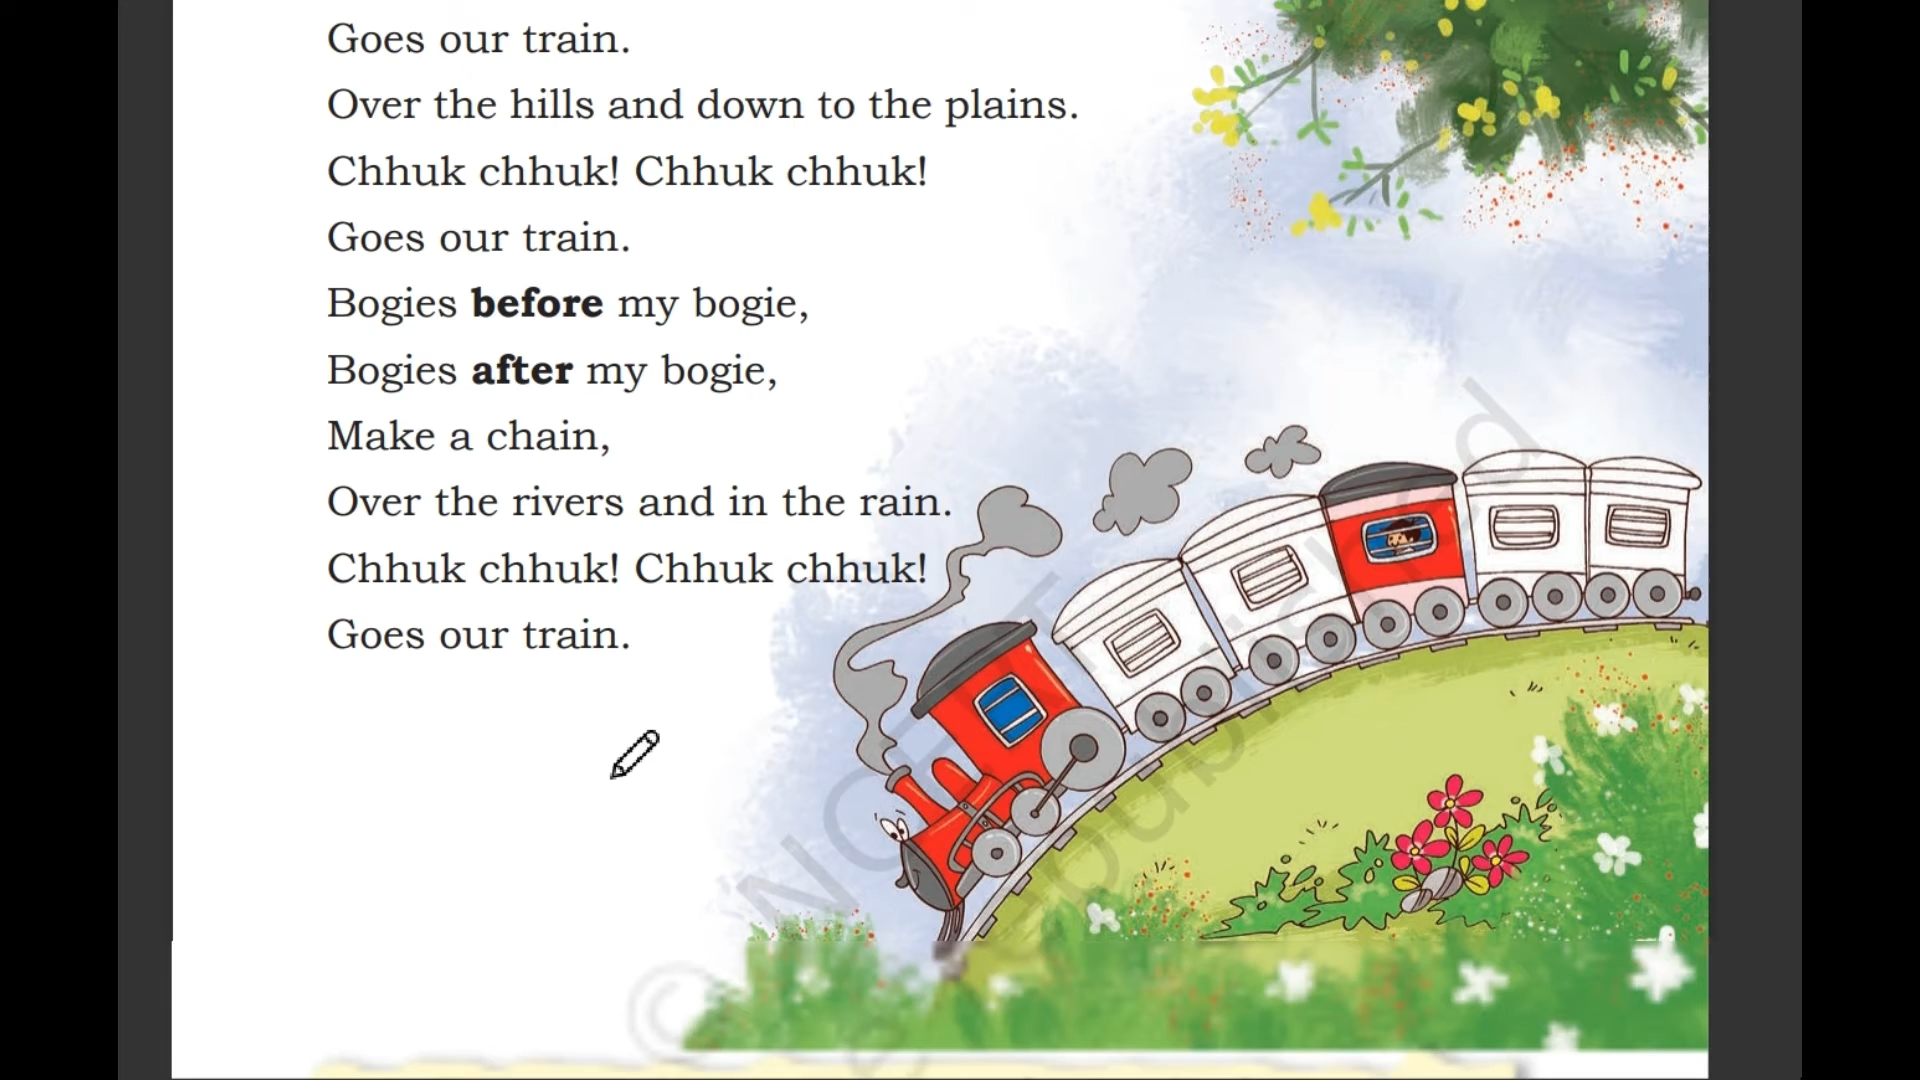 Goes our train.
Over the hills and down to the plains.
Chhuk chhuk! Chhuk chhuk!
Goes our train.
Bogies before my bogie,
Bogies after my bogie,
Make a chain,
Over the rivers and in the rain.
Chhuk chhuk! Chhuk chhuk!
Goes our train.